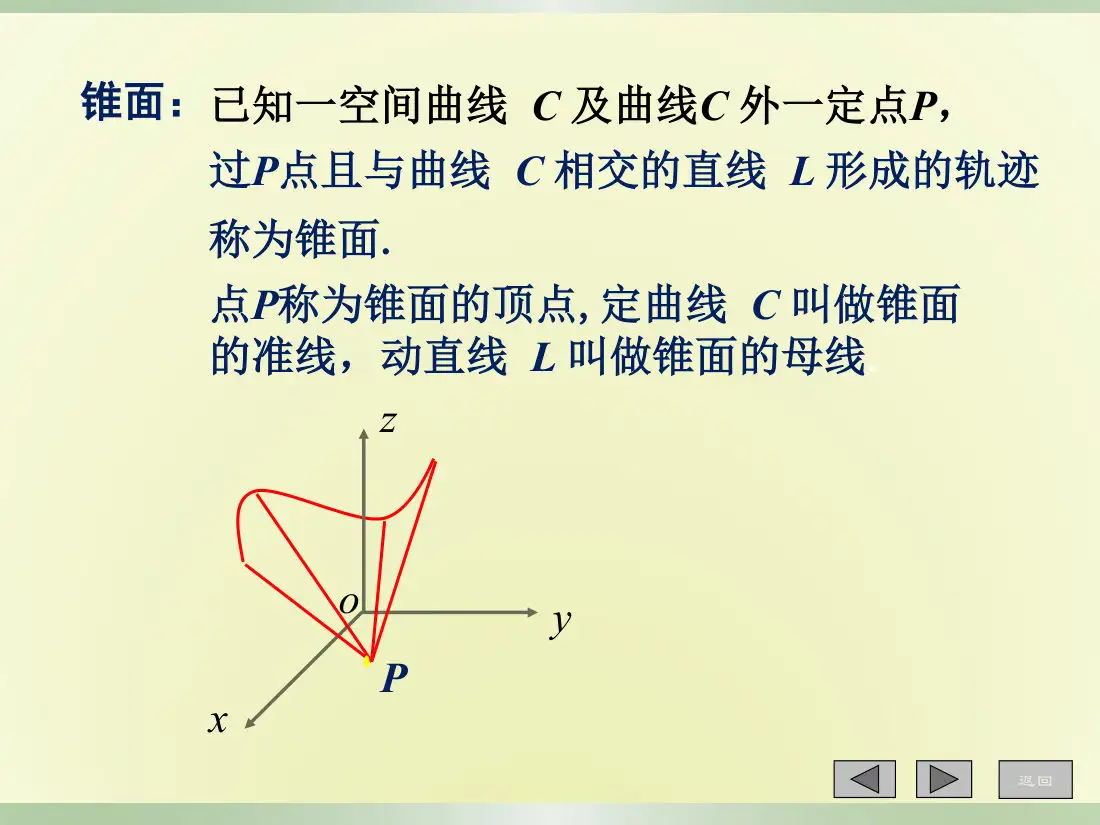 锥面：已知一空间曲线 C 及曲线C 外一定点P，
过P点且与曲线 C 相交的直线 L 形成的轨迹
称为锥面.
点P称为锥面的顶点, 定曲线 C 叫做锥面
的准线，动直线 L 叫做锥面的母线.
z
o
y
P
x
返回